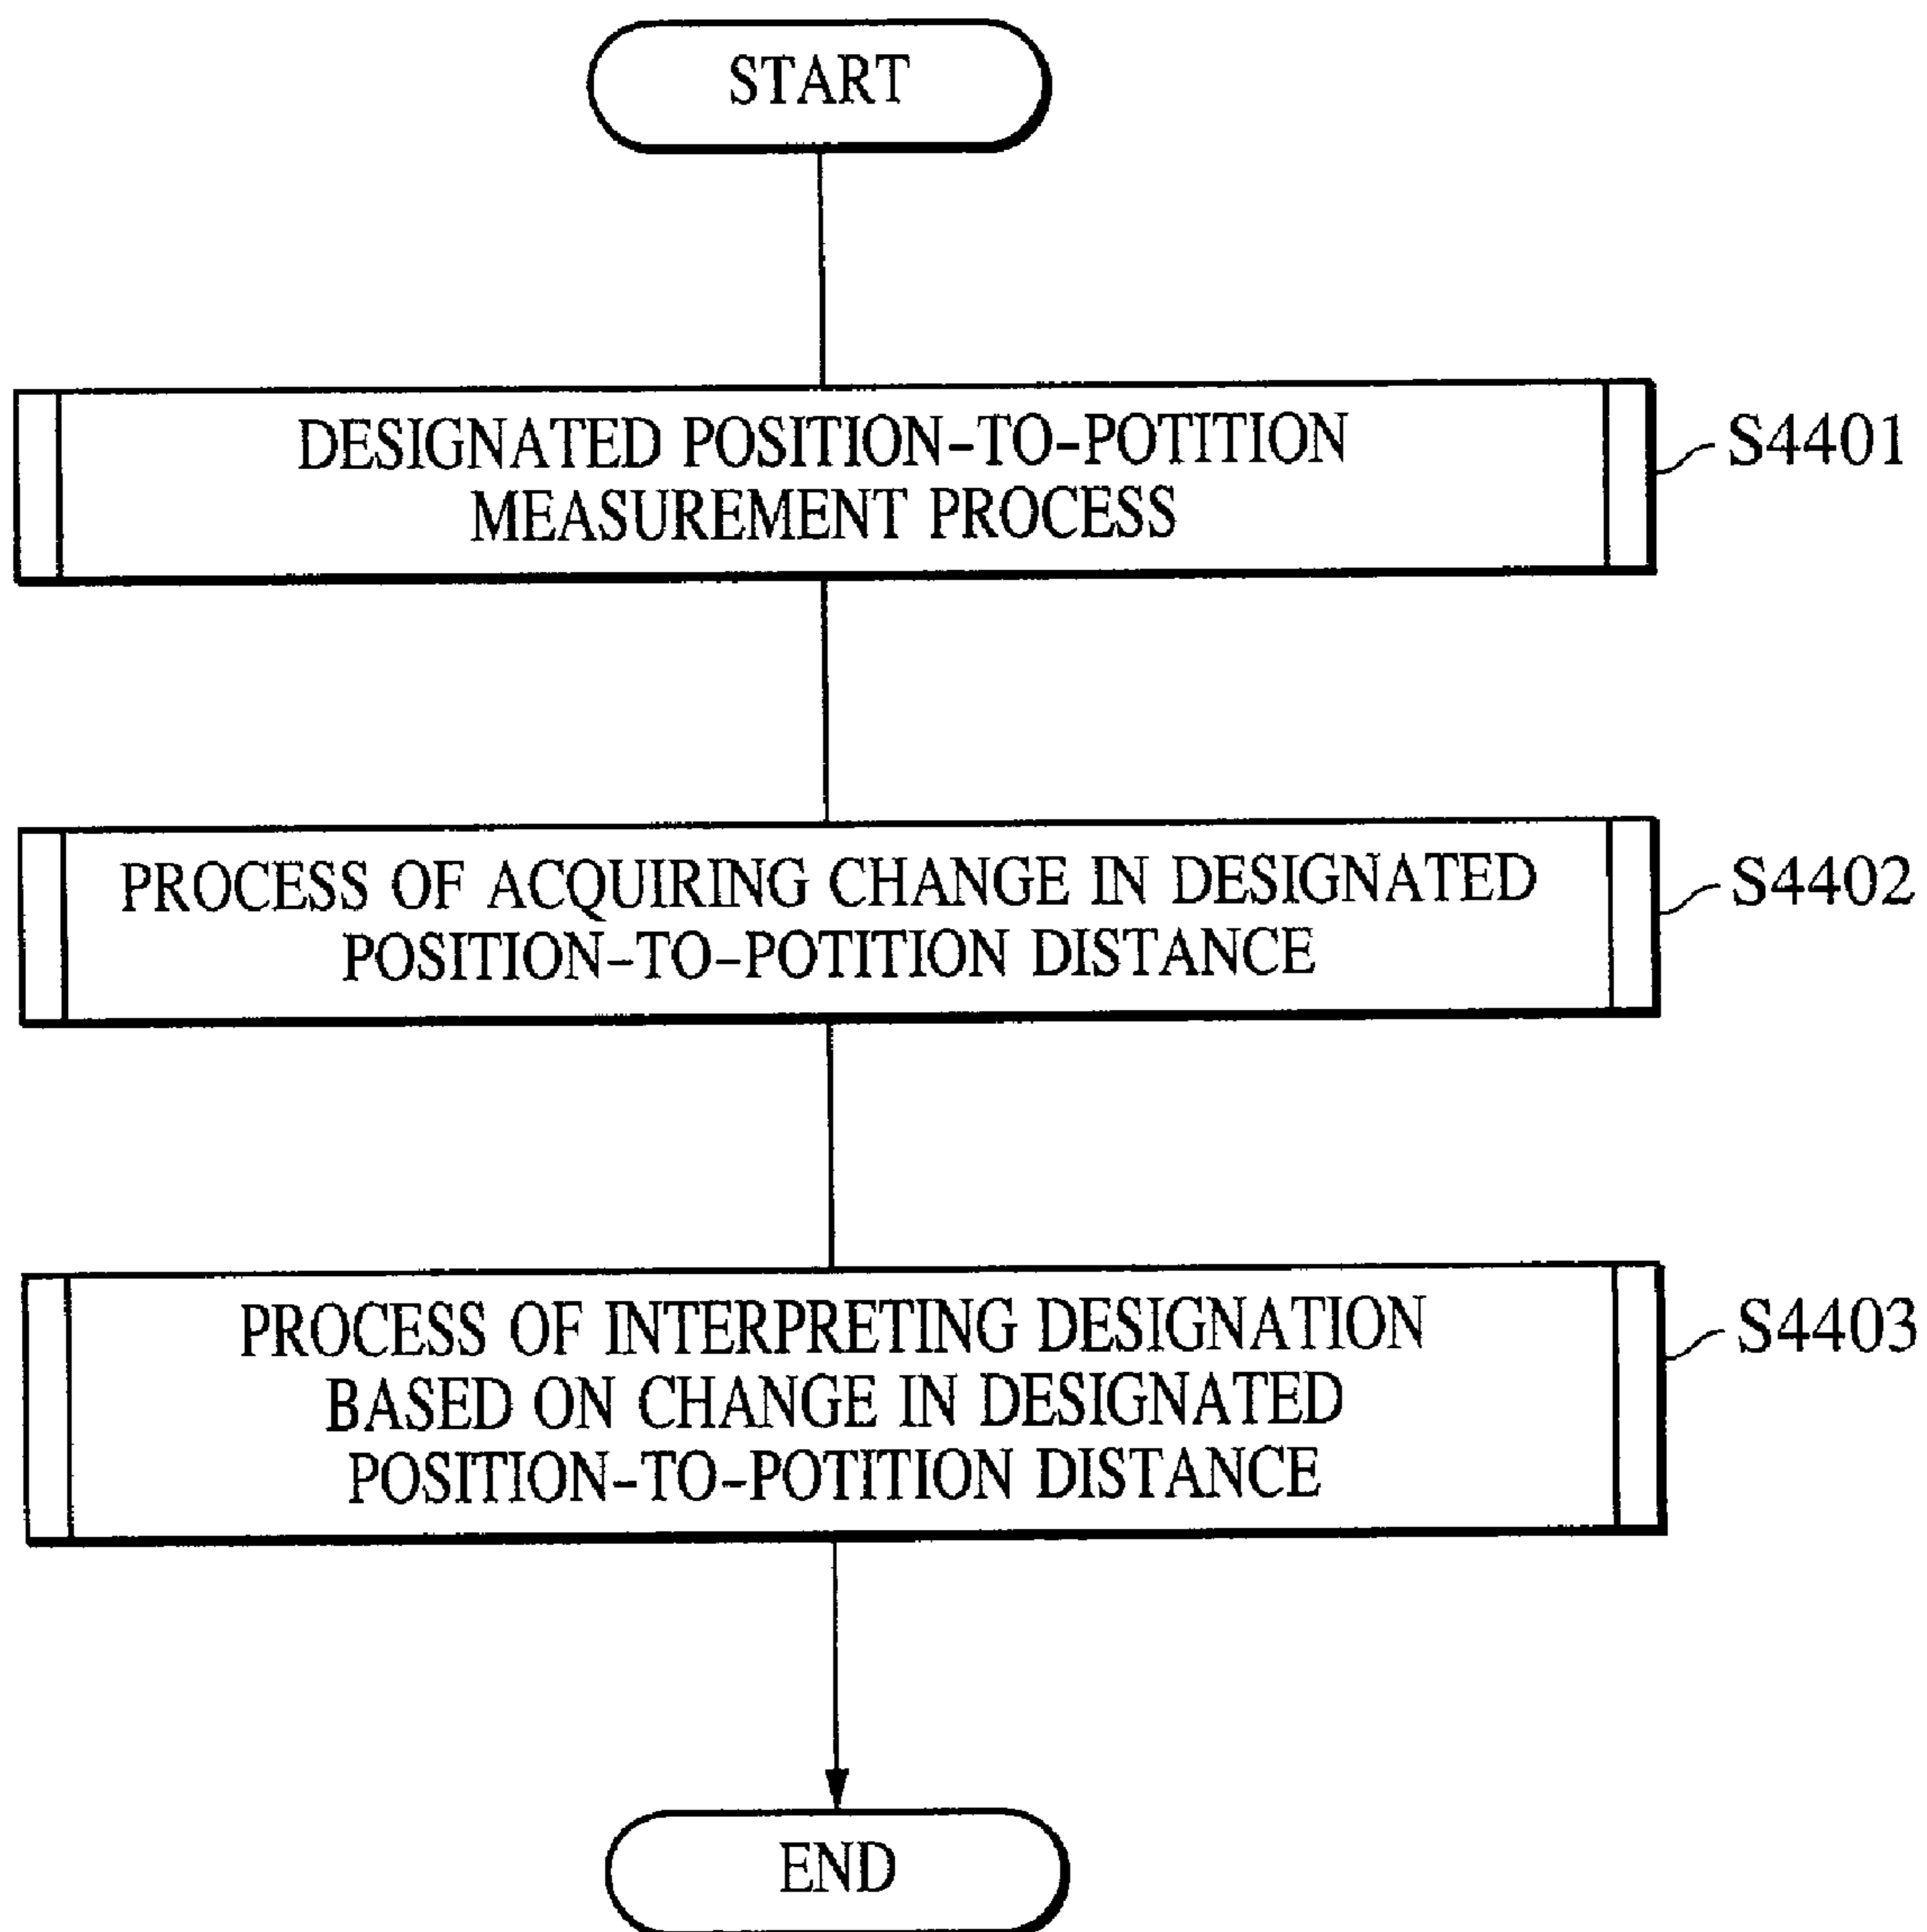 START
DESIGNATED POSITION-TO-POTITION
MEASUREMENT PROCESS
S4401
PROCESS OF ACQUIRING CHANGE IN DESIGNATED
POSITION-TO-POTITION DISTANCE
S4402
PROCESS OF INTERPRETING DESIGNATION
BASED ON CHANGE IN DESIGNATED
POSITION-TO-POTITION DISTANCE
S4403
END